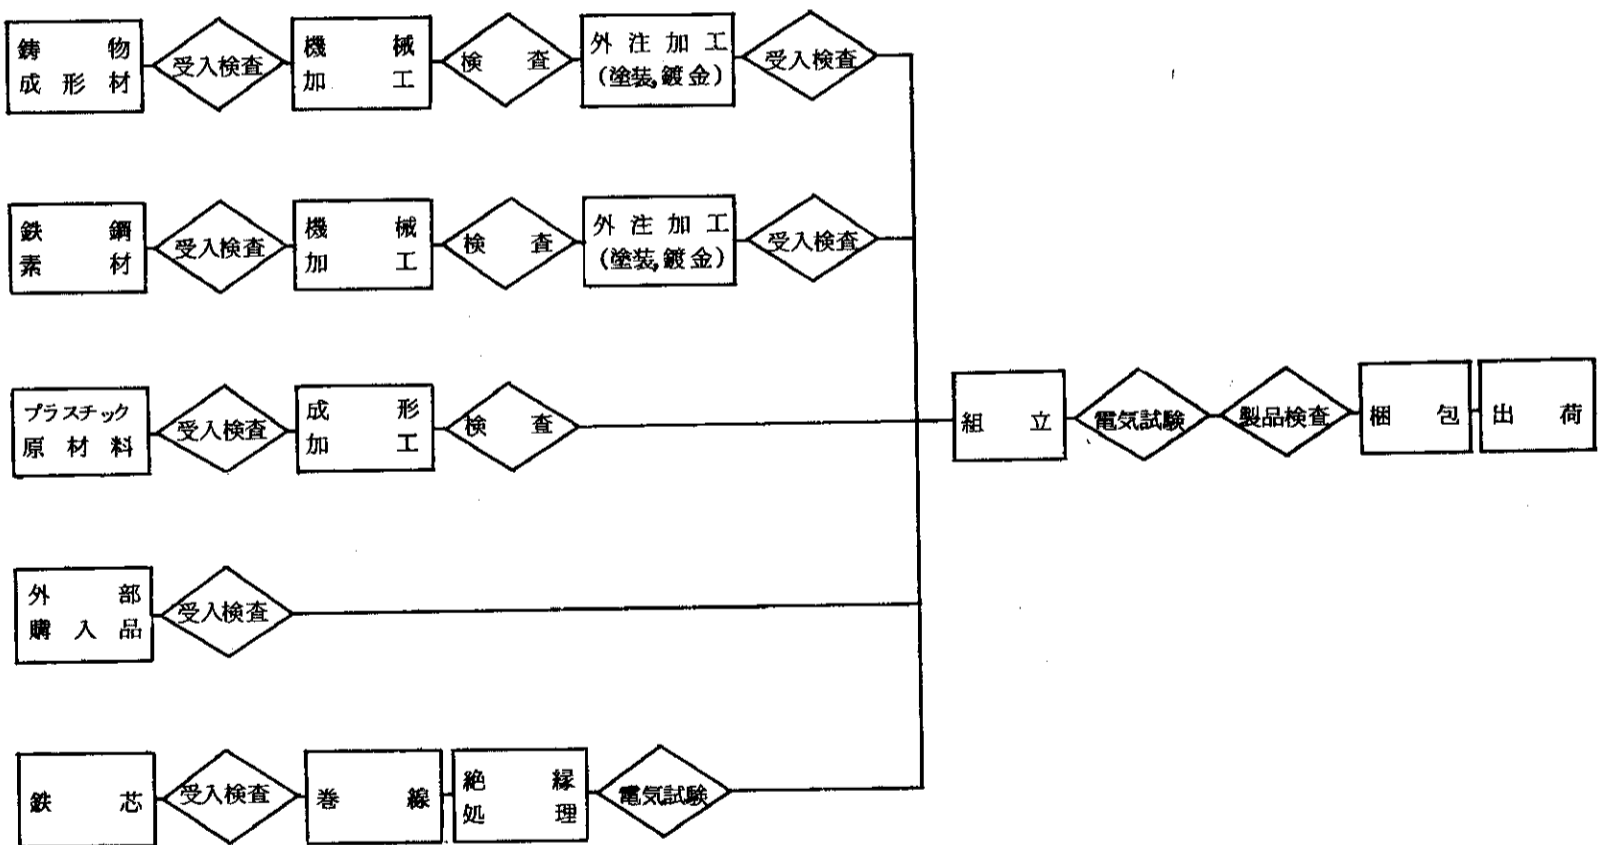 鋳物
成形材
受入検査
機械
加工
検査
外注加工
(塗装,鍍金)
受入検査
鉄鋼
素材
受入検査
機械
加工
検査
外注加工
(塗装,鍍金)
受入検査
プラスチック
原材料
受入検査
成形
加工
検査
組立
電気試験
製品検査
梱包
出荷
外部
購入品
受入検査
鉄芯
受入検査
巻線
絶縁
処理
電気試験